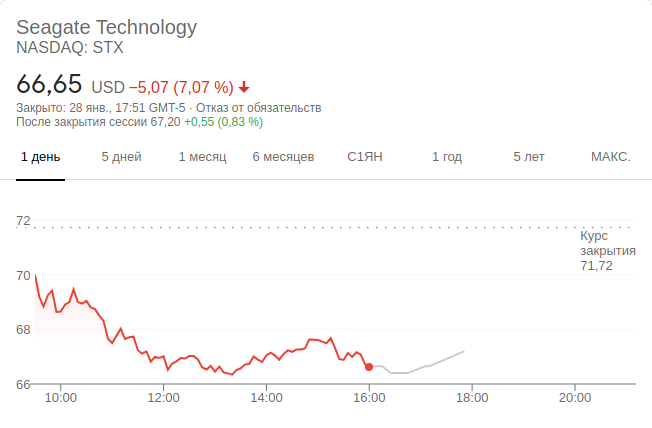 Seagate Technology
NASDAQ: STX
66,65 USD −5,07 (7,07 %)
Закрыто: 28 янв., 17:51 GMT-5 · Отказ от обязательств
После закрытия сессии 67,20 +0,55 (0,83 %)
1 день 5 дней 1 месяц 6 месяцев С1ЯН 1 год 5 лет МАКС.
72
Курс
закрытия
71,72
70
68
66
10:00 12:00 14:00 16:00 18:00 20:00